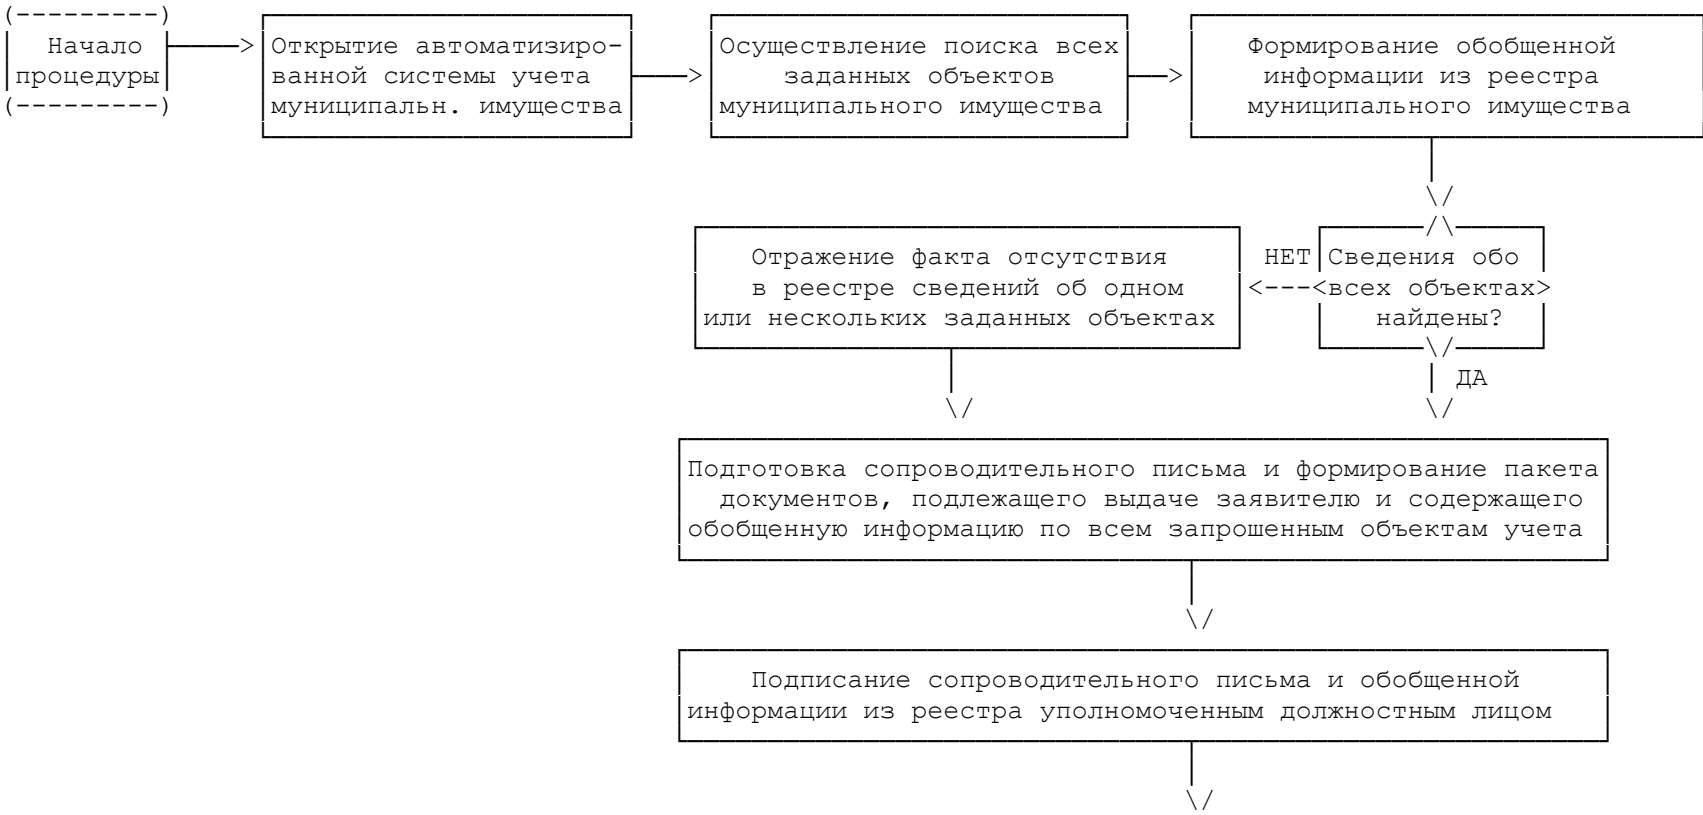 Начало
процедуры
Открытие автоматизиро-
ванной системы учета
муниципальн. имущества
Осуществление поиска всех
заданных объектов
муниципального имущества
Формирование обобщенной
информации из реестра
муниципального имущества
Отражение факта отсутствия
в реестре сведений об одном
или нескольких заданных объектах
НЕТ
Сведения обо
всех объектах
найдены?
ДА
Подготовка сопроводительного письма и формирование пакета
документов, подлежащего выдаче заявителю и содержащего
обобщенную информацию по всем запрошенным объектам учета
Подписание сопроводительного письма и обобщенной
информации из реестра уполномоченным должностным лицом